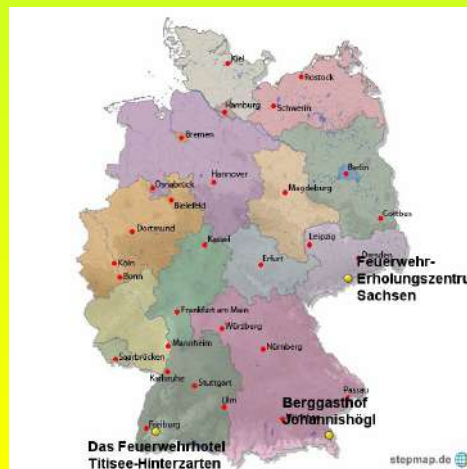 Kiel
Rostock
Hamburg
Schwerin
Bremen
Berlin
Osnabrück
Hannover
Magdeburg
Bielefeld
Cottbus
Dortmund
Kassel
Leipzig
Dresden
Köln
Erfurt
Feuerwehr-
Bonn
Erholungszentru
Sachsen
Frankfurt am Main
Würzburg
Mannheim
Nürnberg
Saarbrücken
Karlsruhe
Stuttgart
Passau
Ulm
Berggasthof
Johannishögl
Freiburg
Das Feuerwehrhotel
Titisee-Hinterzarten
stepmap.de